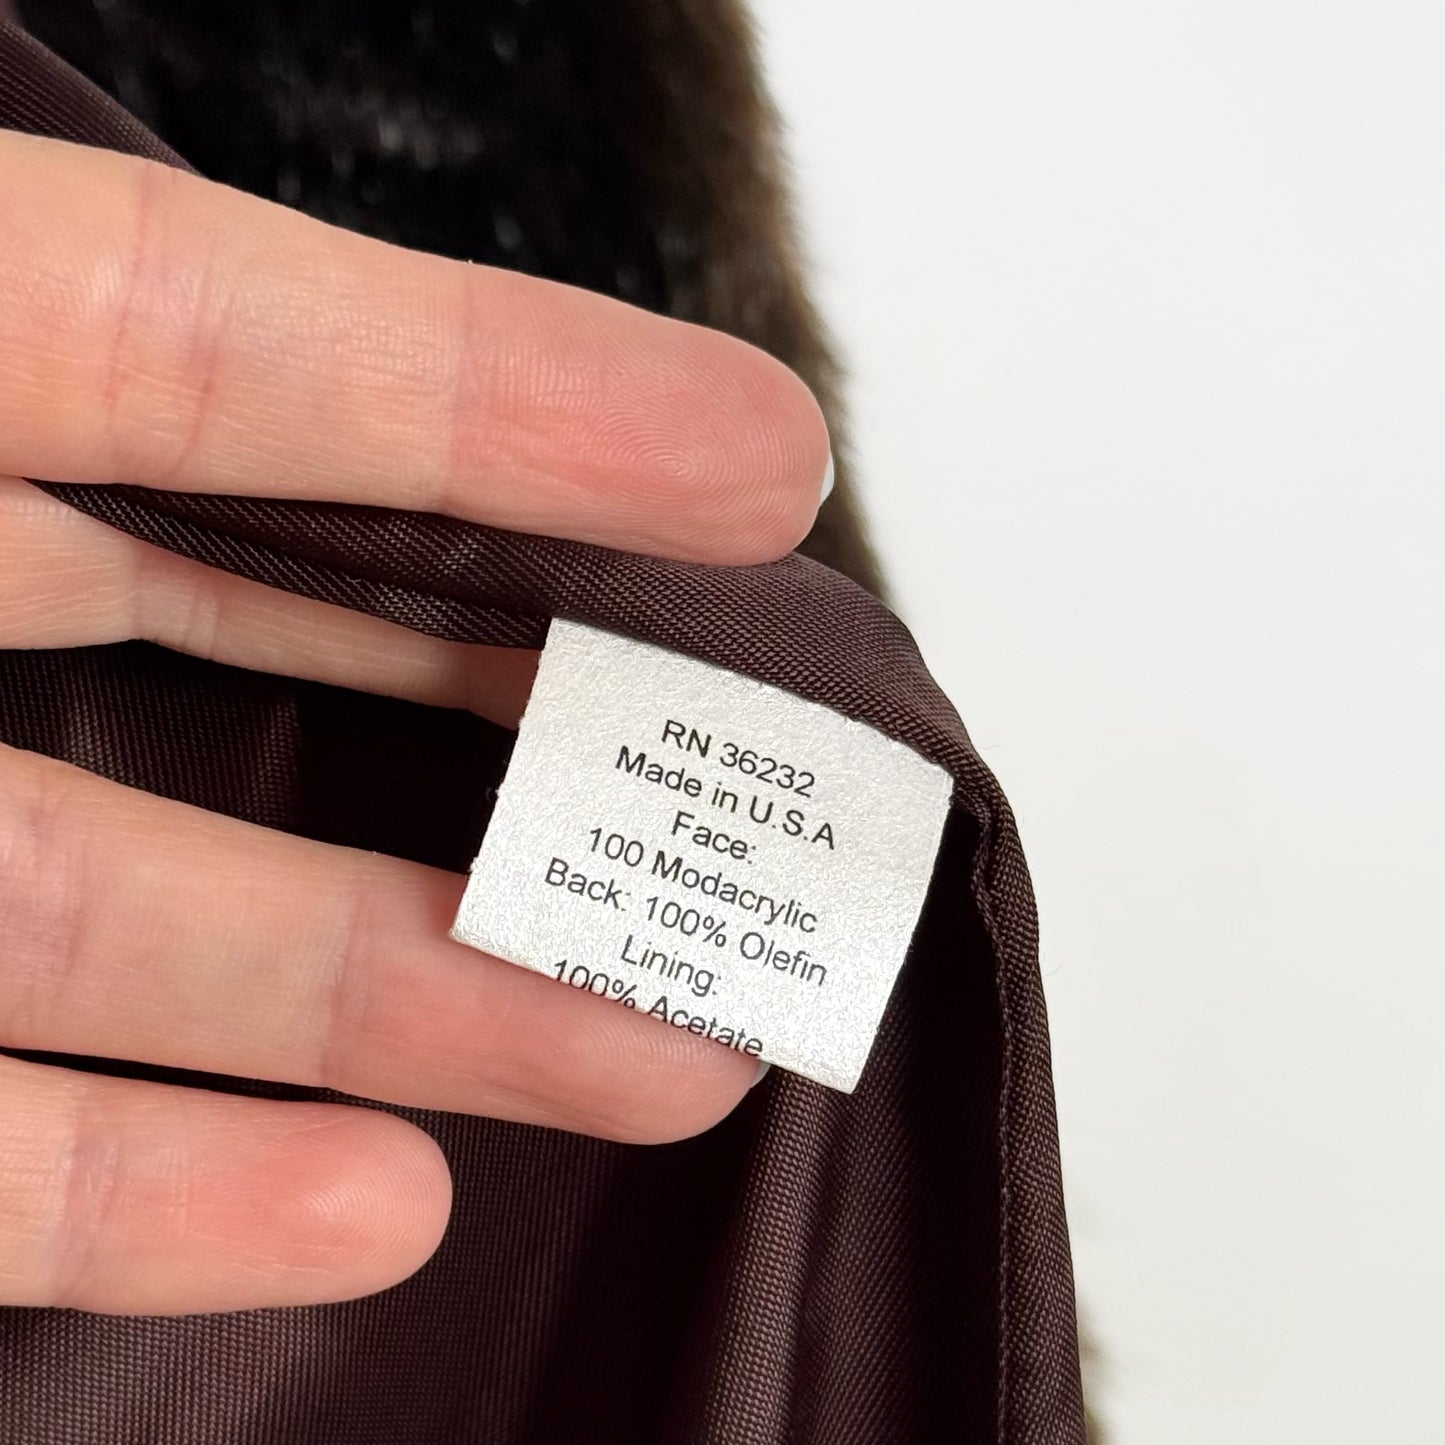 RN 36232
Made in U.S.A
Face:
100 Modacrylic
Back: 100% Olefin
Lining:
100% Acetate